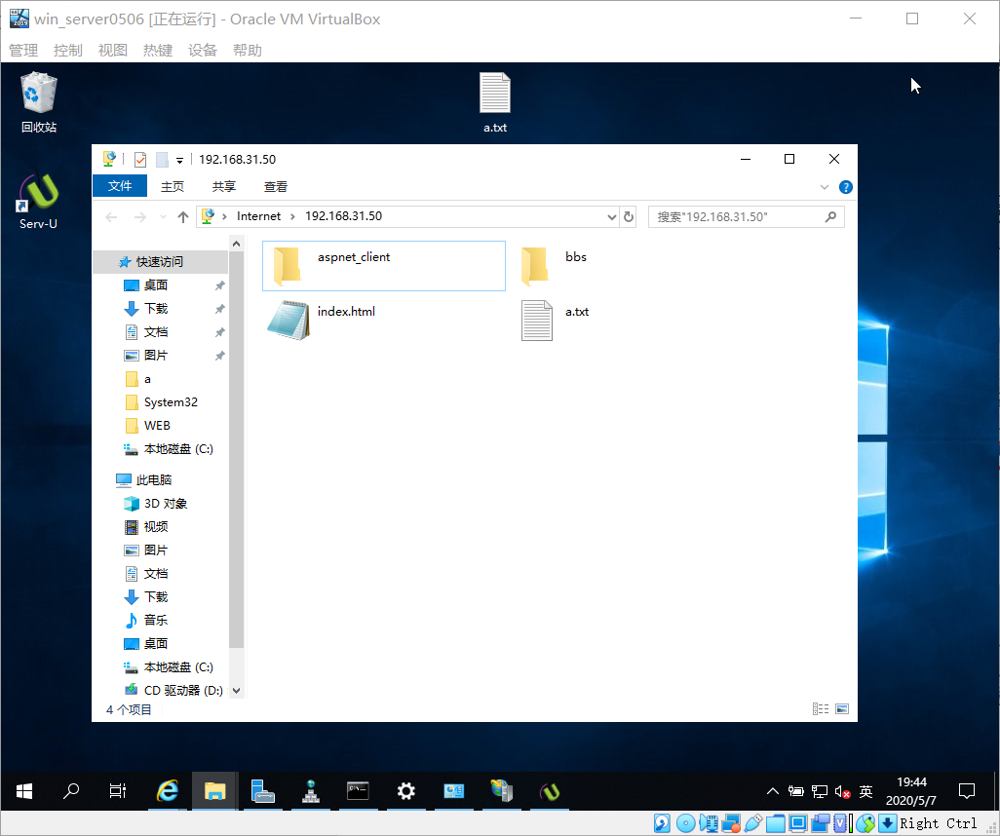 win_server0506 [正在运行] - Oracle VM VirtualBox
管理 控制 视图 热键 设备 帮助
回收站
a.txt
Serv-U
192.168.31.50
文件 主页 共享 查看
Internet 192.168.31.50 搜索"192.168.31.50"
快速访问
桌面
下载
文档
图片
a
System32
WEB
本地磁盘 (C:)
此电脑
3D 对象
视频
图片
文档
下载
音乐
桌面
本地磁盘 (C:)
CD 驱动器 (D:)
aspnet_client bbs
index.html a.txt
4 个项目
英
19:44
2020/5/7
Right Ctrl